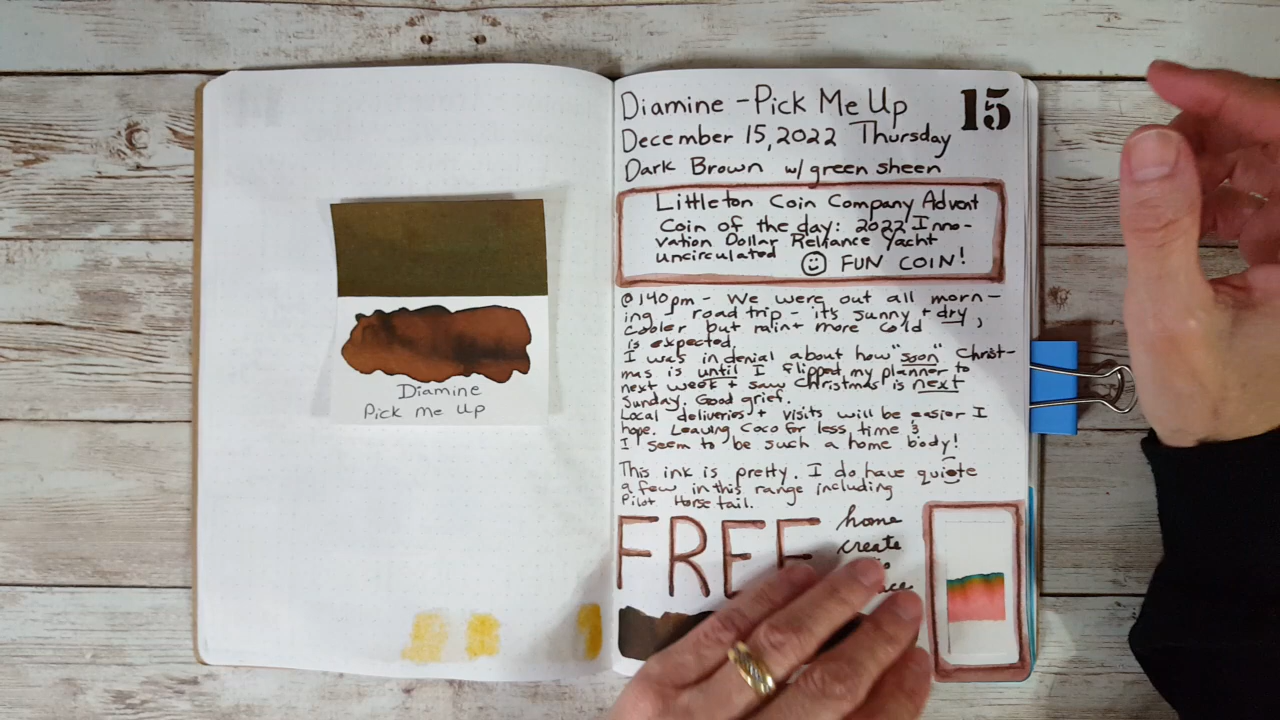 Diamine
Pick me up
Diamine - Pick Me Up
15
December 15, 2022 Thursday
Dark Brown w/ green sheen
Littleton Coin Company Advent
Coin of the day: 2022 Inno-
vation Dollar Reliance Yacht
uncirculated ☺ FUN COIN!
@ 140pm - We were out all morn-
ing road trip - it's sunny + dry,
cooler but rain + more cold
is expected
I was in denial about how "soon" Christ-
mas is until I flipped my planner to
next week + saw Christmas is next
Sunday. Good grief.
Local deliveries + visits will be easier I
hope. Leaving Coco for less time &
I seem to be such a home body!
This ink is pretty. I do have quiete
a few in this range including
Pilot Horsetail.
FREE
home
create